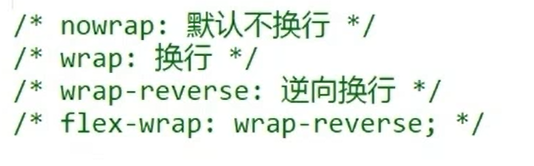 /* nowrap: 默认不换行 */
/* wrap: 换行 */
/* wrap-reverse: 逆向换行 */
/* flex-wrap: wrap-reverse; */